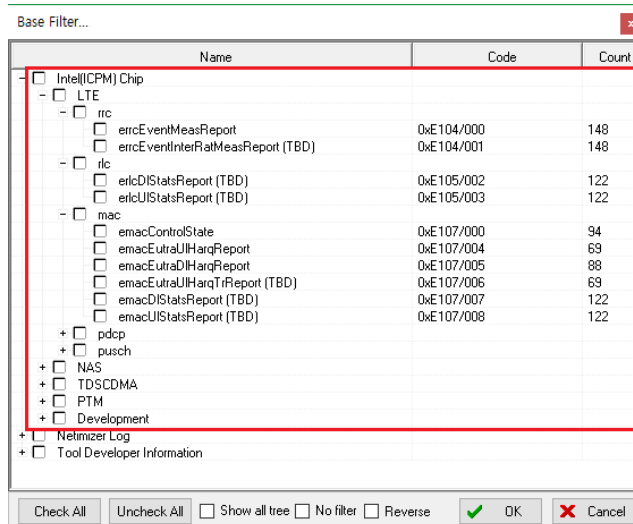 Base Filter...
Name Code Count
Intel(ICPM) Chip
LTE
rrc
errcEventMeasReport 0xE104/000 148
errcEventInterRatMeasReport (TBD) 0xE104/001 148
rlc
erlcDlStatsReport (TBD) 0xE105/002 122
erlcUlStatsReport (TBD) 0xE105/003 122
mac
emacControlState 0xE107/000 94
emacEutraUlHarqReport 0xE107/004 69
emacEutraDlHarqReport 0xE107/005 88
emacEutraUlHarqTrReport (TBD) 0xE107/006 69
emacDlStatsReport (TBD) 0xE107/007 122
emacUlStatsReport (TBD) 0xE107/008 122
pdcp
pusch
NAS
TDSCDMA
PTM
Development
Netimizer Log
Tool Developer Information
Check All Uncheck All Show all tree No filter Reverse OK Cancel